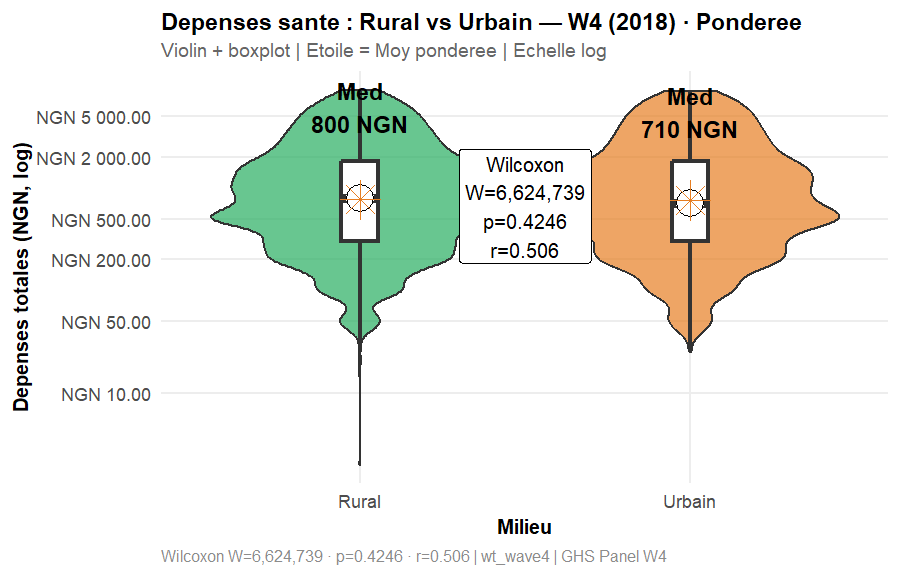 Depenses sante : Rural vs Urbain — W4 (2018) · Ponderee
Violin + boxplot | Etoile = Moy ponderee | Echelle log
Depenses totales (NGN, log)
NGN 5 000.00
NGN 2 000.00
NGN 500.00
NGN 200.00
NGN 50.00
NGN 10.00
Med
800 NGN
Med
710 NGN
Wilcoxon
W=6,624,739
p=0.4246
r=0.506
Rural
Urbain
Milieu
Wilcoxon W=6,624,739 · p=0.4246 · r=0.506 | wt_wave4 | GHS Panel W4